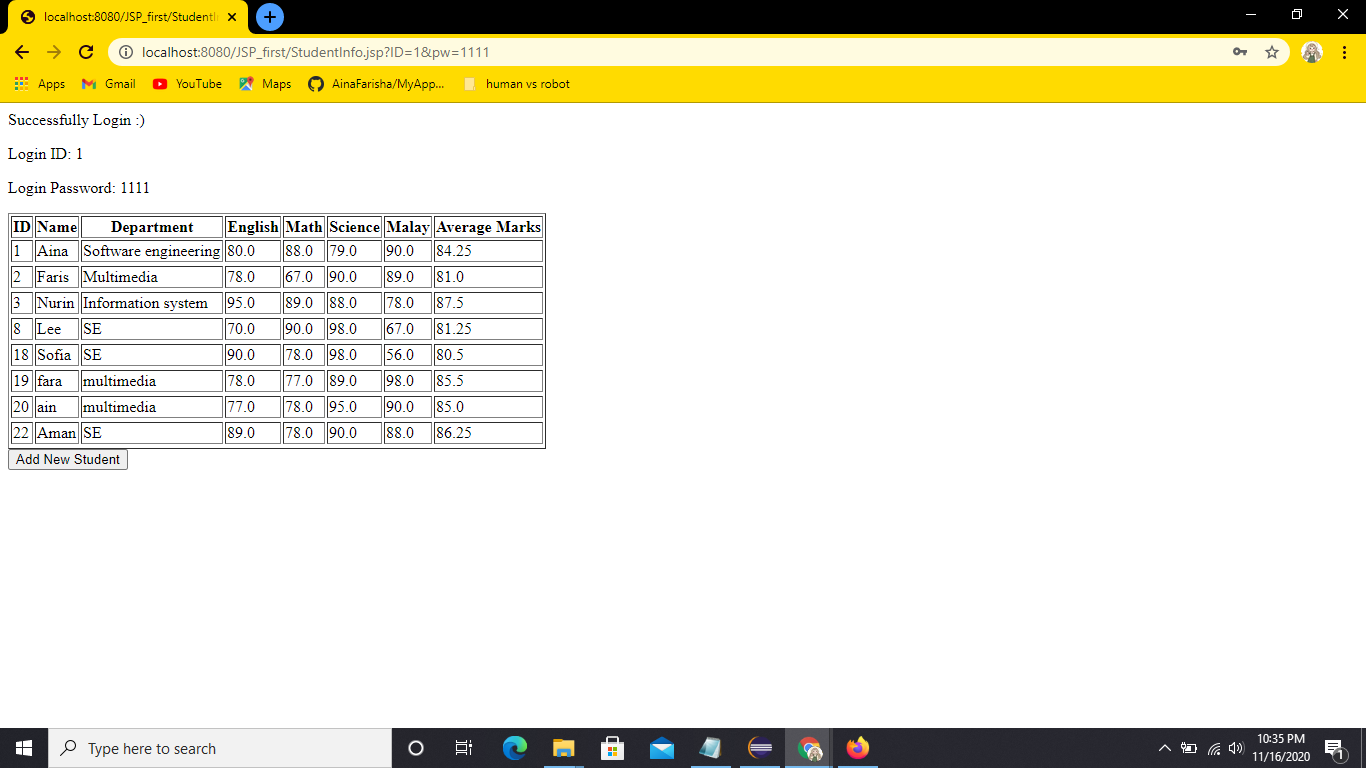 localhost:8080/JSP_first/StudentI
localhost:8080/JSP_first/StudentInfo.jsp?ID=1&pw=1111
Apps Gmail YouTube Maps AinaFarisha/MyApp... human vs robot
Successfully Login :)
Login ID: 1
Login Password: 1111
ID Name Department English Math Science Malay Average Marks
1 Aina Software engineering 80.0 88.0 79.0 90.0 84.25
2 Faris Multimedia 78.0 67.0 90.0 89.0 81.0
3 Nurin Information system 95.0 89.0 88.0 78.0 87.5
8 Lee SE 70.0 90.0 98.0 67.0 81.25
18 Sofia SE 90.0 78.0 98.0 56.0 80.5
19 fara multimedia 78.0 77.0 89.0 98.0 85.5
20 ain multimedia 77.0 78.0 95.0 90.0 85.0
22 Aman SE 89.0 78.0 90.0 88.0 86.25
Add New Student
Type here to search
10:35 PM
11/16/2020
1